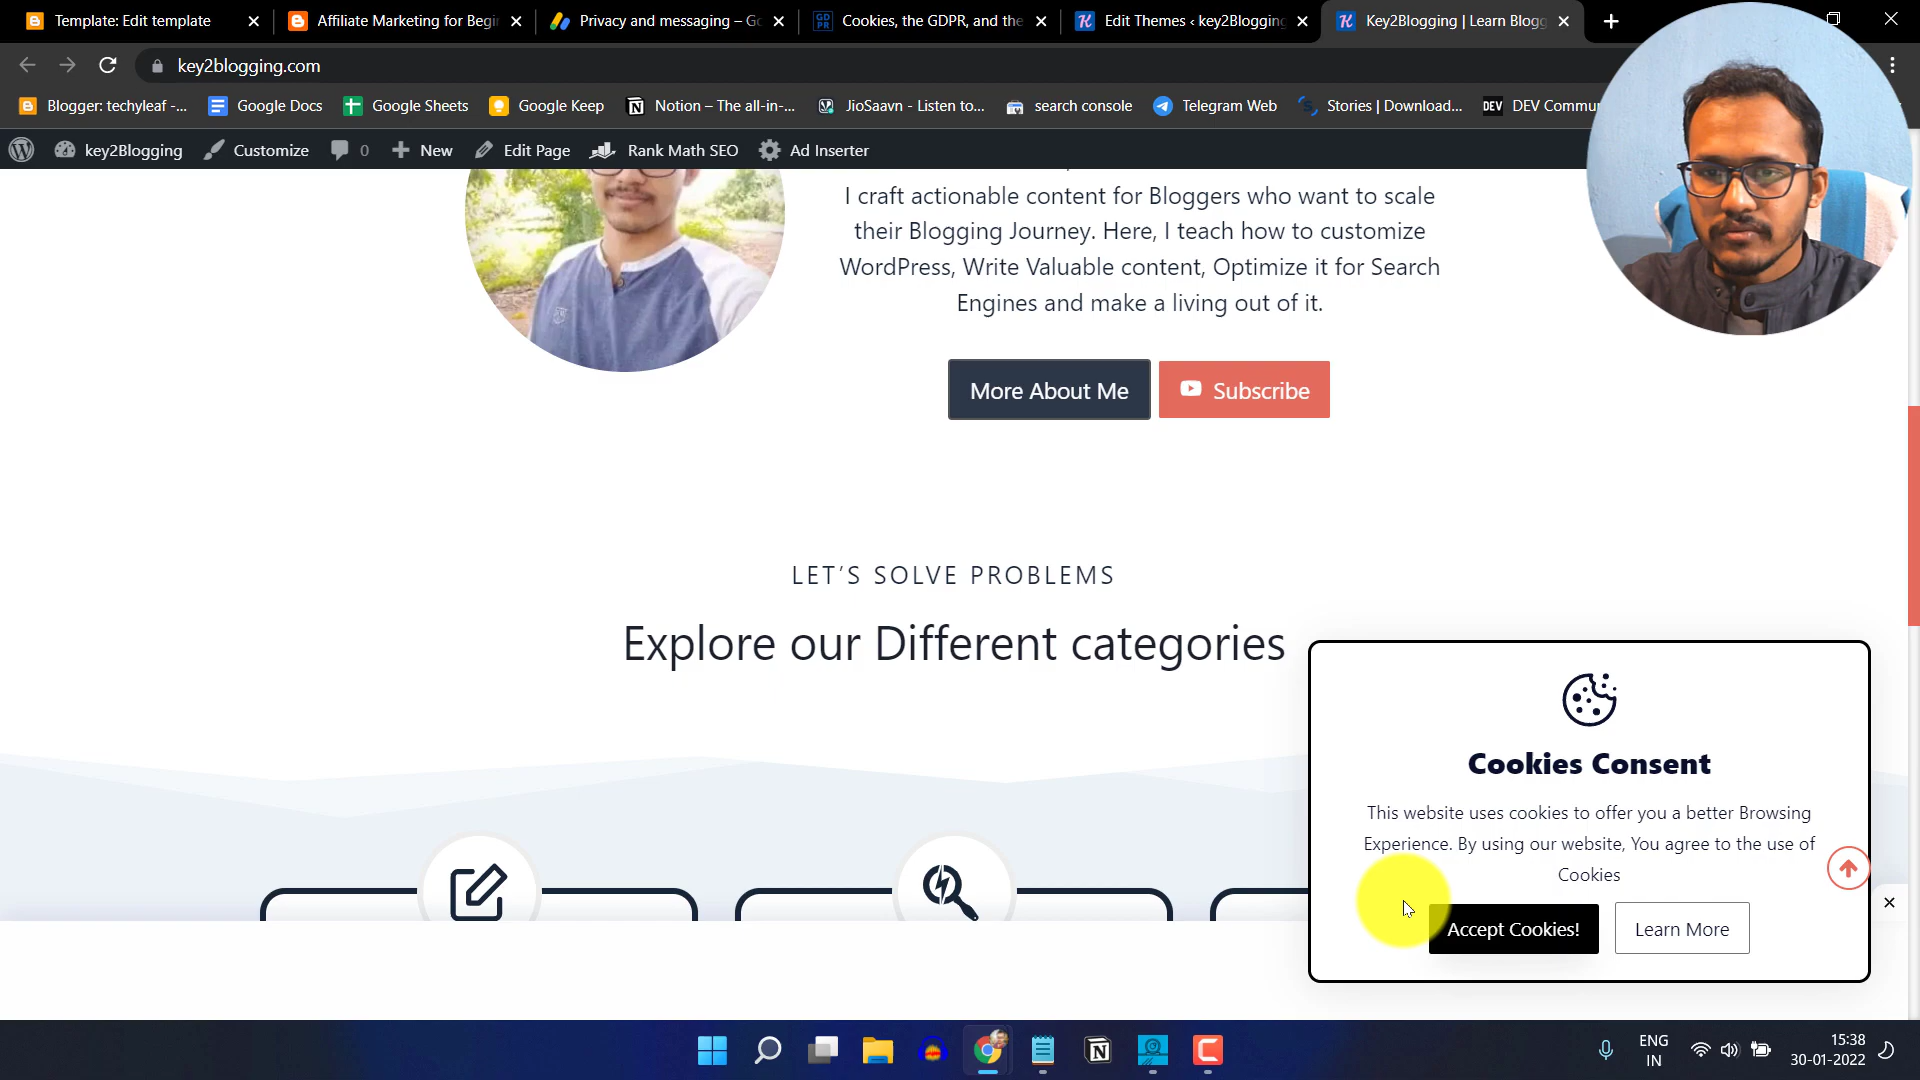 Template: Edit template
Affiliate Marketing for Begi
Privacy and messaging – Go
Cookies, the GDPR, and the
Edit Themes ‹ key2Blogging
Key2Blogging | Learn Blogg
key2blogging.com
Blogger: techyleaf -...
Google Docs
Google Sheets
Google Keep
Notion – The all-in-...
JioSaavn - Listen to...
search console
Telegram Web
Stories | Download...
DEV
DEV Commu
key2Blogging
Customize
0
New
Edit Page
Rank Math SEO
Ad Inserter
I craft actionable content for Bloggers who want to scale
their Blogging Journey. Here, I teach how to customize
WordPress, Write Valuable content, Optimize it for Search
Engines and make a living out of it.
More About Me
Subscribe
LET’S SOLVE PROBLEMS
Explore our Different categories
Cookies Consent
This website uses cookies to offer you a better Browsing
Experience. By using our website, You agree to the use of
Cookies
Accept Cookies!
Learn More
ENG
IN
15:38
30-01-2022